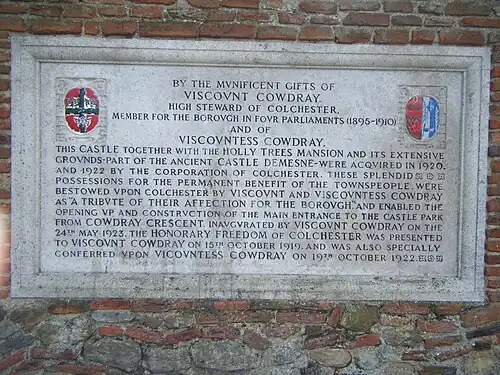 BY THE MVNIFICENT GIFTS OF
VISCOVNT COWDRAY.
HIGH STEWARD OF COLCHESTER,
MEMBER FOR THE BOROVGH IN FOVR PARLIAMENTS (1895-1910)
AND OF
VISCOVNTESS COWDRAY.
THIS CASTLE TOGETHER WITH THE HOLLY TREES MANSION AND ITS EXTENSIVE
GROVNDS-PART OF THE ANCIENT CASTLE DEMESNE-WERE ACQVIRED IN 1920.
AND 1922 BY THE CORPORATION OF COLCHESTER. THESE SPLENDID
POSSESSIONS FOR THE PERMANENT BENEFIT OF THE TOWNSPEOPLE, WERE
BESTOWED VPON COLCHESTER BY VISCOVNT AND VISCOVNTESS COWDRAY
AS "A TRIBVTE OF THEIR AFFECTION FOR THE BOROVGH" AND ENABLED THE
OPENING VP AND CONSTRVCTION OF THE MAIN ENTRANCE TO THE CASTLE PARK
FROM COWDRAY CRESCENT, INAVGVRATED BY VISCOVNT COWDRAY ON THE
24TH MAY 1923. THE HONORARY FREEDOM OF COLCHESTER WAS PRESENTED
TO VISCOVNT COWDRAY ON 15TH OCTOBER 1919. AND WAS ALSO SPECIALLY
CONFERRED VPON VICOVNTESS COWDRAY ON 19TH OCTOBER 1922.